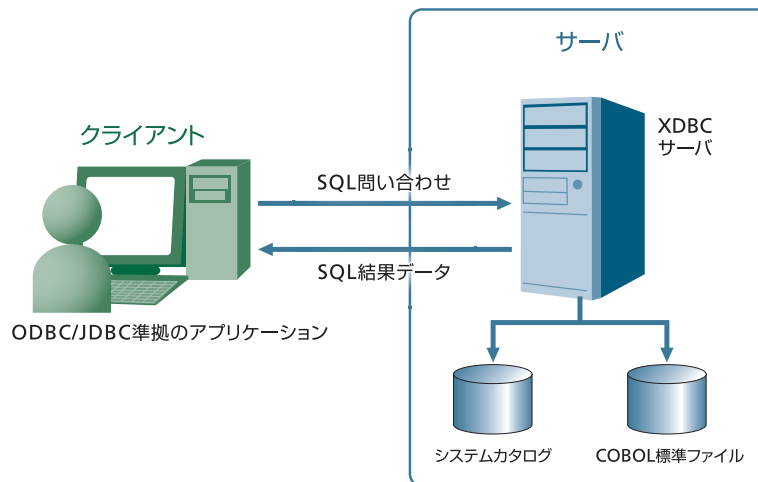 サーバ
クライアント
XDBC
サーバ
SQL問い合わせ
SQL結果データ
ODBC/JDBC準拠のアプリケーション
システムカタログ
COBOL標準ファイル